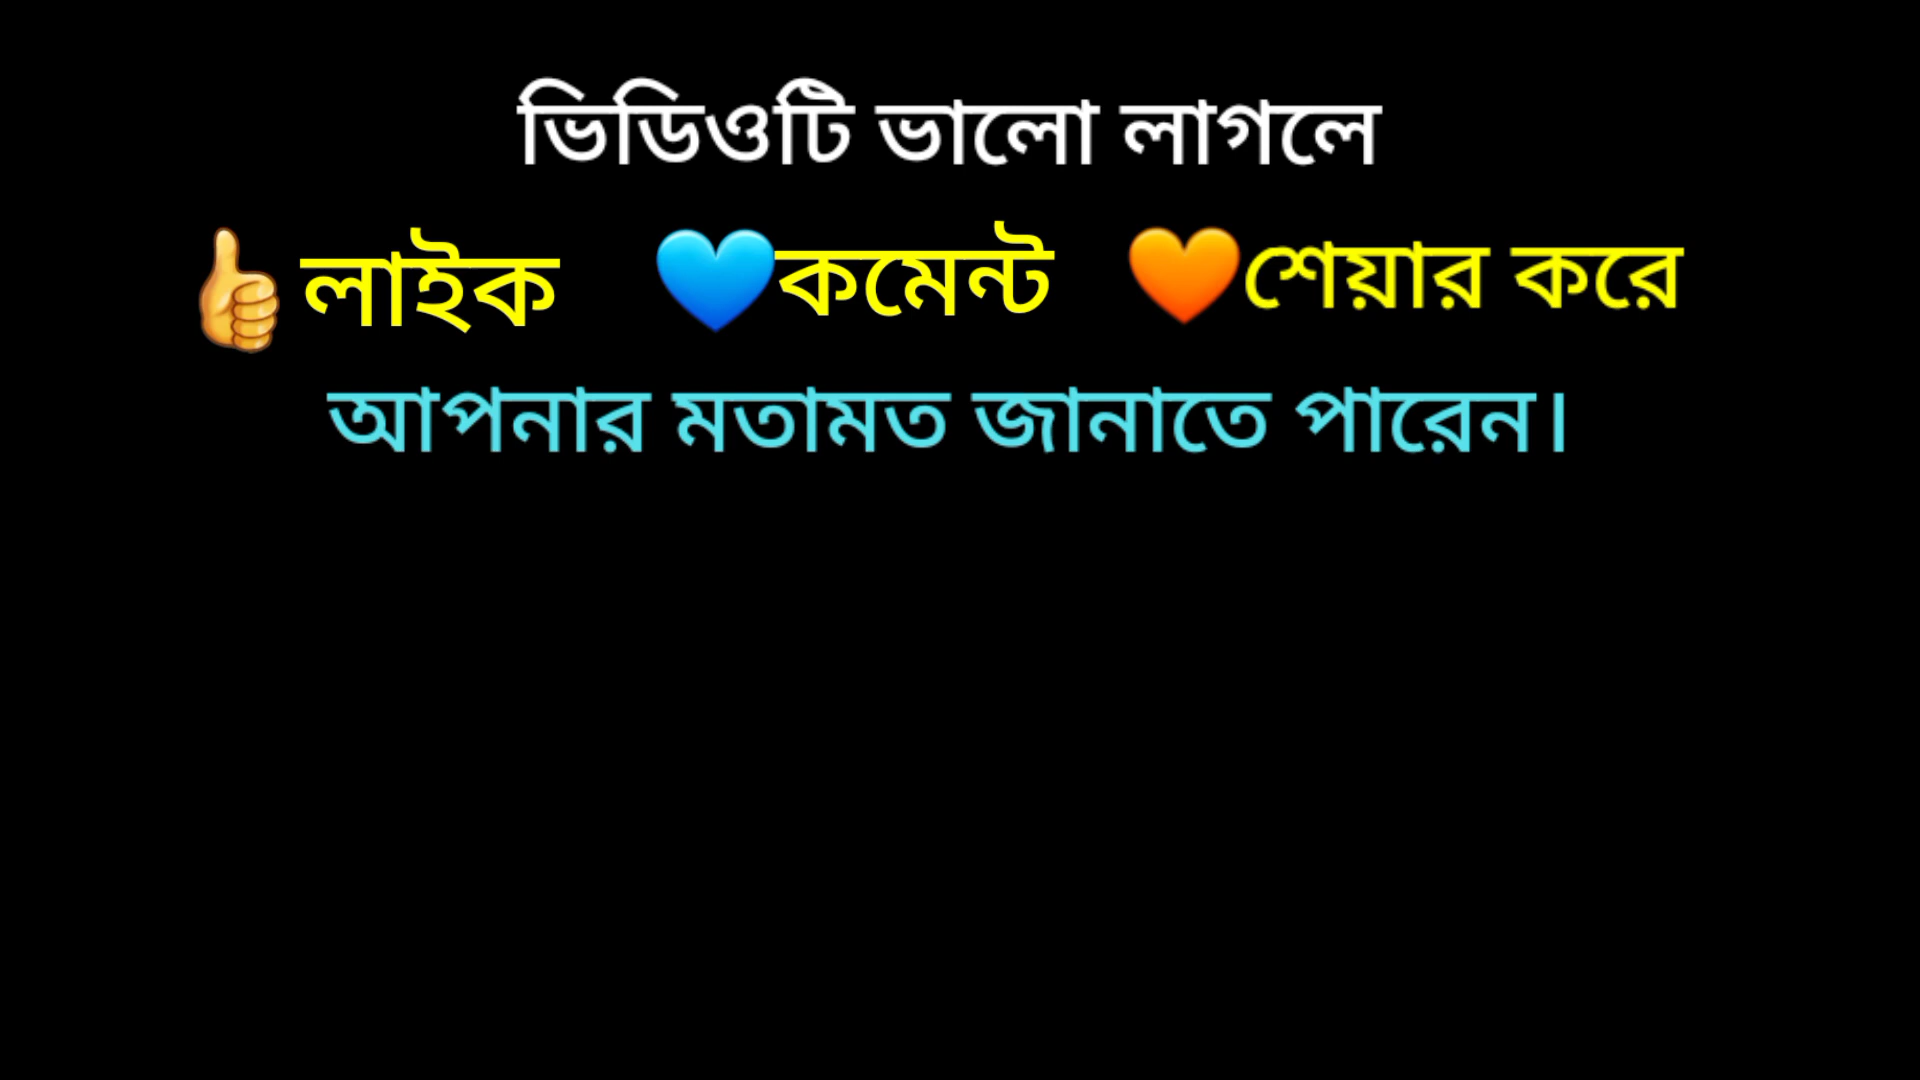 ভিডিওটি ভালো লাগলে
👍লাইক 💙কমেন্ট 🧡শেয়ার করে
আপনার মতামত জানাতে পারেন।